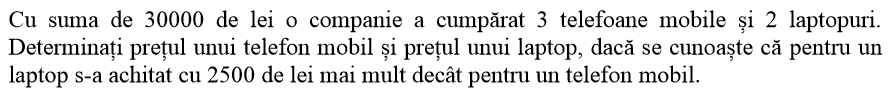 Cu suma de 30000 de lei o companie a cumpărat 3 telefoane mobile și 2 laptopuri.
Determinați prețul unui telefon mobil și prețul unui laptop, dacă se cunoaște că pentru un
laptop s-a achitat cu 2500 de lei mai mult decât pentru un telefon mobil.